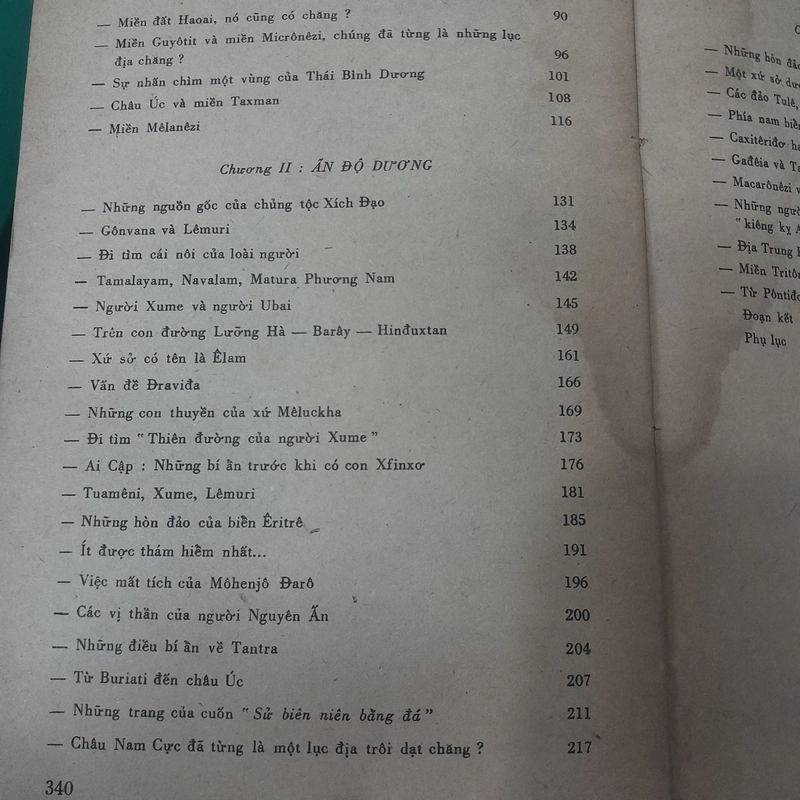 — Miền đất Haoai, nó cũng có chăng ? 90
— Miền Guyôtit và miền Micrônêzi, chúng đã từng là những lục
địa chăng ? 96
— Sự nhấn chìm một vùng của Thái Bình Dương 101
— Châu Úc và miền Taxman 108
— Miền Mêlanêzi 116
Chương II : ẤN ĐỘ DƯƠNG
— Những nguồn gốc của chủng tộc Xích Đạo 131
— Gônvana và Lêmuri 134
— Đi tìm cái nôi của loài người 138
— Tamalayam, Navalam, Matura Phương Nam 142
— Người Xume và người Ubai 145
— Trên con đường Lưỡng Hà — Barây — Hinđuxtan 149
— Xứ sở có tên là Êlam 161
— Vấn đề Đraviđa 166
— Những con thuyền của xứ Mêluckha 169
— Đi tìm "Thiên đường của người Xume" 173
— Ai Cập : Những bí ẩn trước khi có con Xfinxơ 176
— Tuamêni, Xume, Lêmuri 181
— Những hòn đảo của biển Êritrê 185
— Ít được thám hiểm nhất... 191
— Việc mất tích của Môhenjô Đarô 196
— Các vị thần của người Nguyên Ấn 200
— Những điều bí ẩn về Tantra 204
— Từ Buriati đến châu Úc 207
— Những trang của cuốn "Sử biên niên bằng đá" 211
— Châu Nam Cực đã từng là một lục địa trôi dạt chăng ? 217
340
— Những hòn đảo
— Một xứ sở
— Các đảo Tulê,
— Phía nam biển
— Caxitêriđơ
— Gađêia và
— Macarônêzi
— Những người
"kiêng kỵ
— Địa Trung
— Miền
— Từ
Đoạn kết
Phụ lục